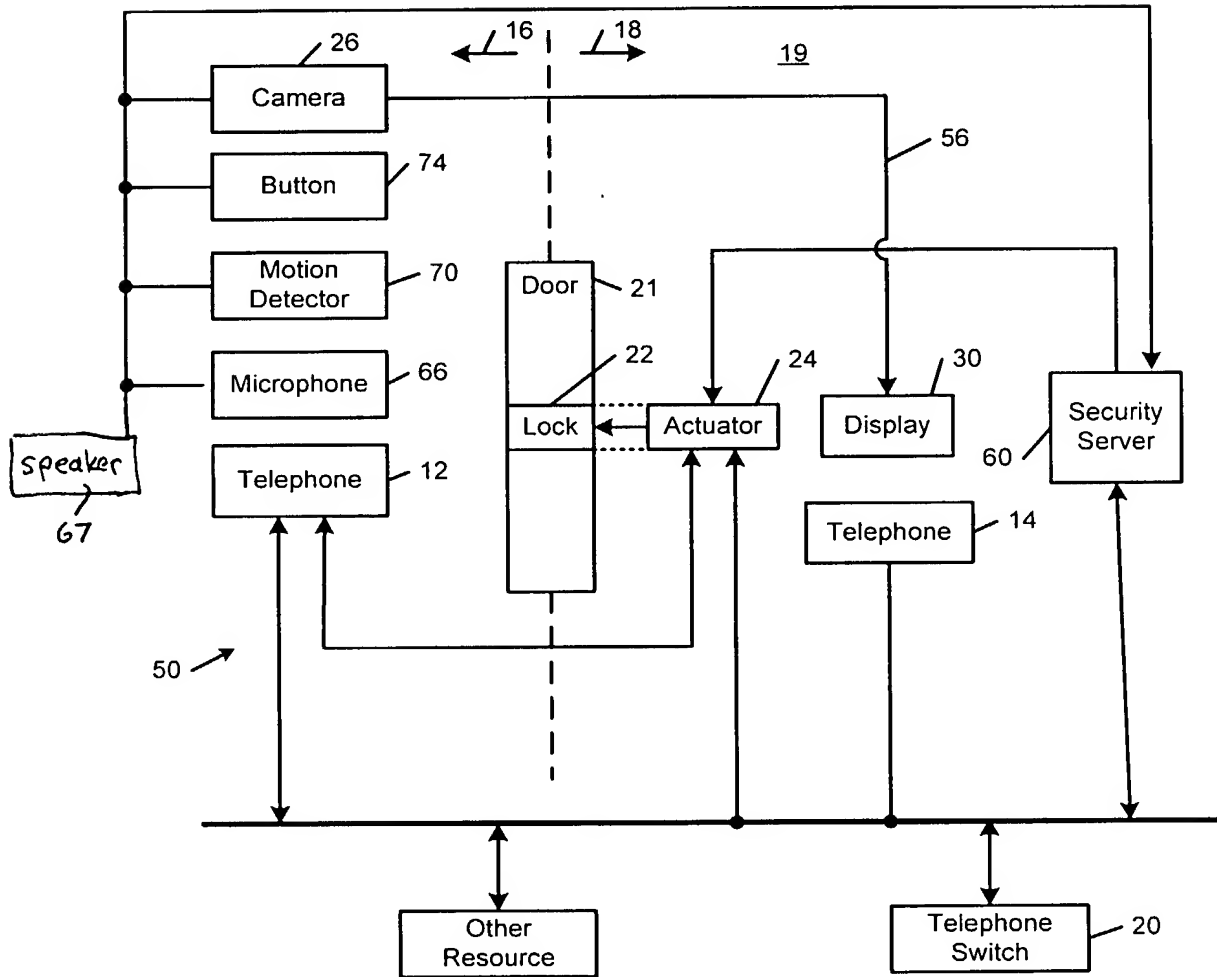 16
18
19
26
Camera
56
74
Button
Motion
Detector
70
Door
21
22
24
30
Microphone
66
Lock
Actuator
Display
Security
Server
60
speaker
67
Telephone
12
Telephone
14
50
Other
Resource
Telephone
Switch
20